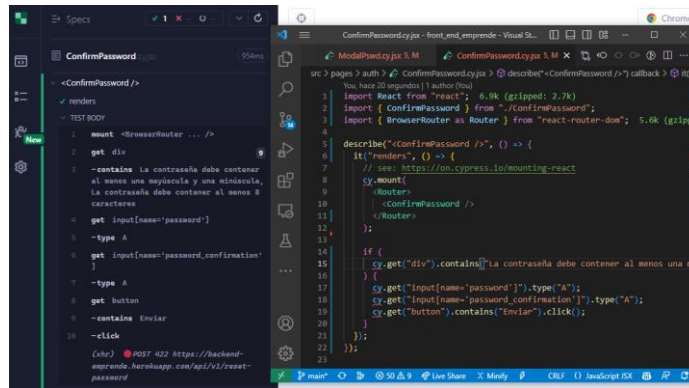 Specs
1
Chrome
ConfirmPassword.cy.jsx
954ms
<ConfirmPassword />
renders
TEST BODY
1 mount <BrowserRouter ... />
2 get div 9
3 -contains La contraseña debe contener
al menos una mayúscula y una minúscula,
La contraseña debe contener al menos 8
caracteres
4 get input[name='password']
5 -type A
6 get input[name='password_confirmation'
]
7 -type A
8 get button
9 -contains Enviar
10 -click
(xhr) POST 422 https://backend-
emprende.herokuapp.com/api/v1/reset-
password
New
ConfirmPassword.cy.jsx - front_end_emprende - Visual St...
ModalPswd.cy.jsx 5, M
ConfirmPassword.cy.jsx 5, M
src > pages > auth > ConfirmPassword.cy.jsx > describe("<ConfirmPassword />") callback > it(
You, hace 20 segundos | 1 author (You)
1 import React from "react"; 6.9k (gzipped: 2.7k)
2 import { ConfirmPassword } from "./ConfirmPassword";
3 import { BrowserRouter as Router } from "react-router-dom"; 5.6k (gzip
4
5 describe("<ConfirmPassword />", () => {
6 it("renders", () => {
7 // see: https://on.cypress.io/mounting-react
8 cy.mount(
9 <Router>
10 <ConfirmPassword />
11 </Router>
12 );
13
14 if (
15 cy.get("div").contains("La contraseña debe contener al menos una
16 ) {
17 cy.get("input[name='password']").type("A");
18 cy.get("input[name='password_confirmation']").type("A");
19 cy.get("button").contains("Enviar").click();
20 }
21 });
22 });
23
main* 50 9 Live Share Minify CRLF {} JavaScript JSX